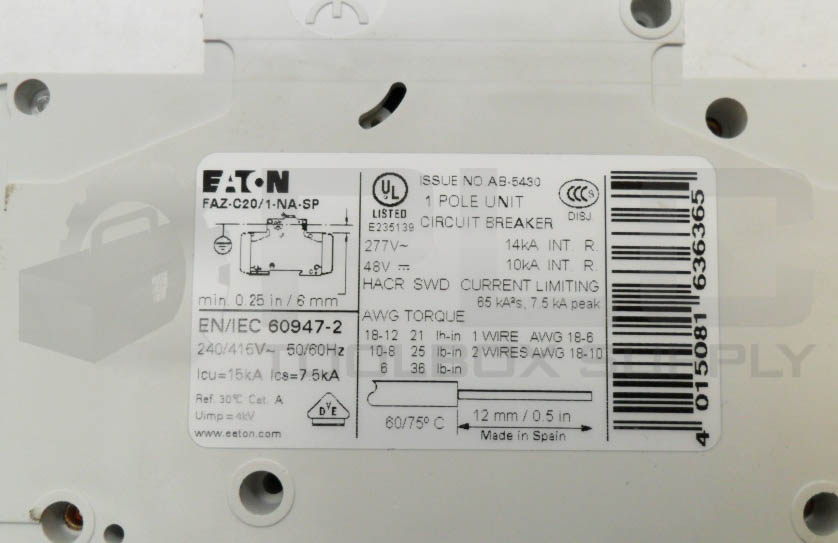 EATON
FAZ-C20/1-NA-SP
min. 0.25 in / 6 mm
EN/IEC 60947-2
240/415V~ 50/60Hz
Icu=15kA Ics=7.5kA
Ref. 30°C Cat. A
Uimp = 4kV
www.eaton.com
DVE
UL
LISTED
E235139
ISSUE NO.AB-5430
1 POLE UNIT
CIRCUIT BREAKER
CCC
DISJ
277V~ 14kA INT. R.
48V ⎓ 10kA INT. R.
HACR SWD CURRENT LIMITING
65 kA²s, 7.5 kA peak
AWG TORQUE
18-12 21 lb-in 1 WIRE AWG 18-6
10-8 25 lb-in 2 WIRES AWG 18-10
6 36 lb-in
60/75° C
12 mm / 0.5 in
Made in Spain
4 015081 636365
CE
TOOLBOX SUPPLY